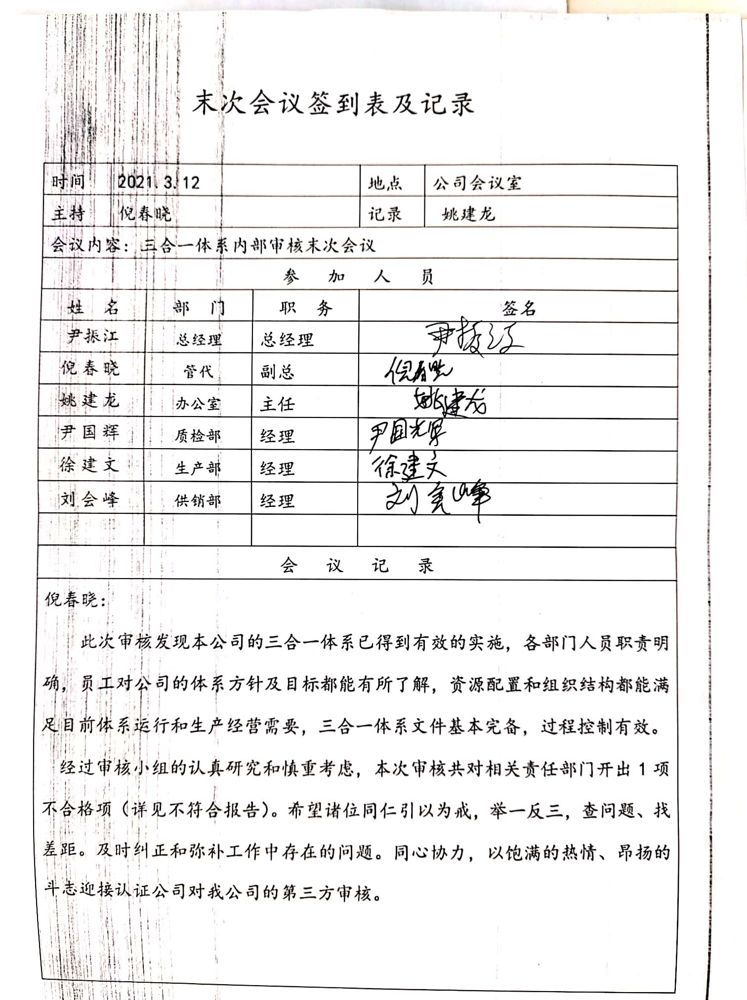 末次会议签到表及记录
时间 2021.3.12 地点 公司会议室
主持 倪春晓 记录 姚建龙
会议内容：三合一体系内部审核末次会议
参 加 人 员
姓 名 部 门 职 务 签名
尹振江 总经理 总经理 尹振江
倪春晓 管代 副总 倪春晓
姚建龙 办公室 主任 姚建龙
尹国辉 质检部 经理 尹国辉
徐建文 生产部 经理 徐建文
刘会峰 供销部 经理 刘会峰
会 议 记 录
倪春晓：
此次审核发现本公司的三合一体系已得到有效的实施，各部门人员职责明
确，员工对公司的体系方针及目标都能有所了解，资源配置和组织结构都能满
足目前体系运行和生产经营需要，三合一体系文件基本完备，过程控制有效。
经过审核小组的认真研究和慎重考虑，本次审核共对相关责任部门开出 1 项
不合格项（详见不符合报告）。希望诸位同仁引以为戒，举一反三，查问题、找
差距。及时纠正和弥补工作中存在的问题。同心协力，以饱满的热情、昂扬的
斗志迎接认证公司对我公司的第三方审核。